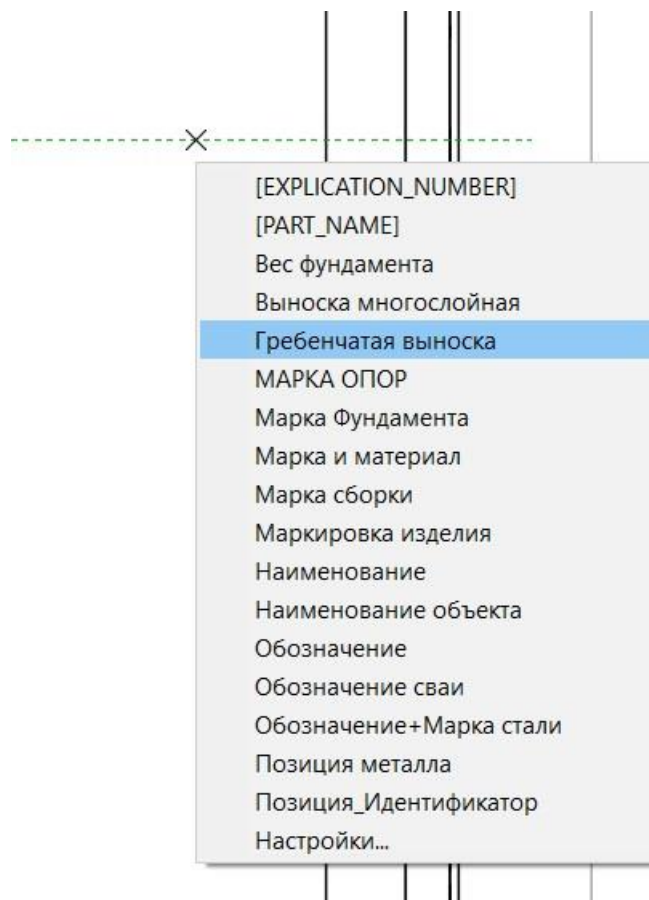 [EXPLICATION_NUMBER]
[PART_NAME]
Вес фундамента
Выноска многослойная
Гребенчатая выноска
МАРКА ОПОР
Марка Фундамента
Марка и материал
Марка сборки
Маркировка изделия
Наименование
Наименование объекта
Обозначение
Обозначение сваи
Обозначение+Марка стали
Позиция металла
Позиция_Идентификатор
Настройки...